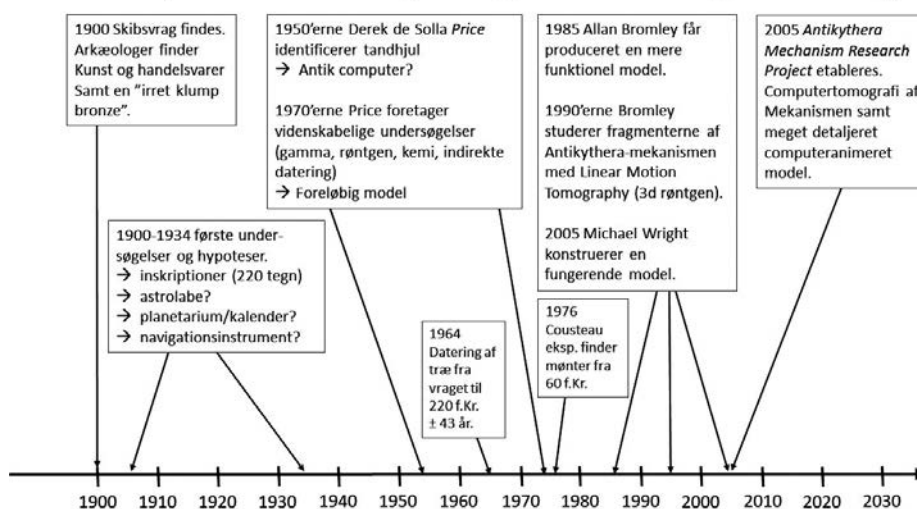 1900 Skibsvrag findes.
Arkæologer finder
Kunst og handelsvarer
Samt en ”irret klump
bronze”.
1950’erne Derek de Solla Price
identificerer tandhjul
→ Antik computer?
1970’erne Price foretager
videnskabelige undersøgelser
(gamma, røntgen, kemi, indirekte
datering)
→ Foreløbig model
1985 Allan Bromley får
produceret en mere
funktionel model.
1990’erne Bromley
studerer fragmenterne af
Antikythera-mekanismen
med Linear Motion
Tomography (3d røntgen).
2005 Michael Wright
konstruerer en
fungerende model.
2005 Antikythera
Mechanism Research
Project etableres.
Computertomografi af
Mekanismen samt
meget detaljeret
computeranimeret
model.
1900-1934 første under-
søgelser og hypoteser.
→ inskriptioner (220 tegn)
→ astrolabe?
→ planetarium/kalender?
→ navigationsinstrument?
1964
Datering af
træ fra
vraget til
220 f.Kr.
± 43 år.
1976
Cousteau
eksp. finder
mønter fra
60 f.Kr.
1900 1910 1920 1930 1940 1950 1960 1970 1980 1990 2000 2010 2020 2030